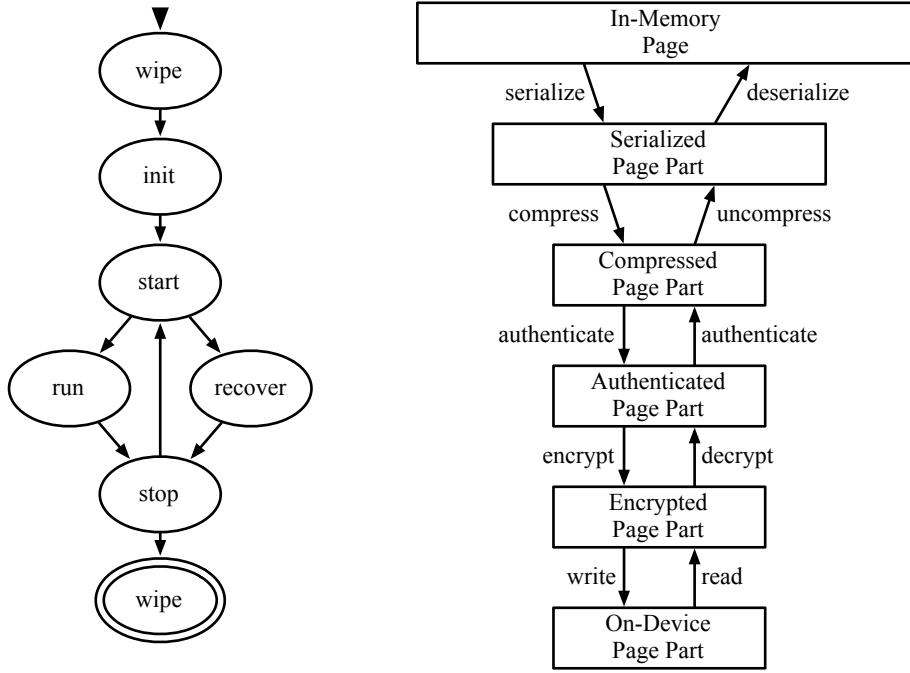 wipe
init
start
run
recover
stop
wipe
In-Memory
Page
serialize
deserialize
Serialized
Page Part
compress
uncompress
Compressed
Page Part
authenticate
authenticate
Authenticated
Page Part
encrypt
decrypt
Encrypted
Page Part
write
read
On-Device
Page Part